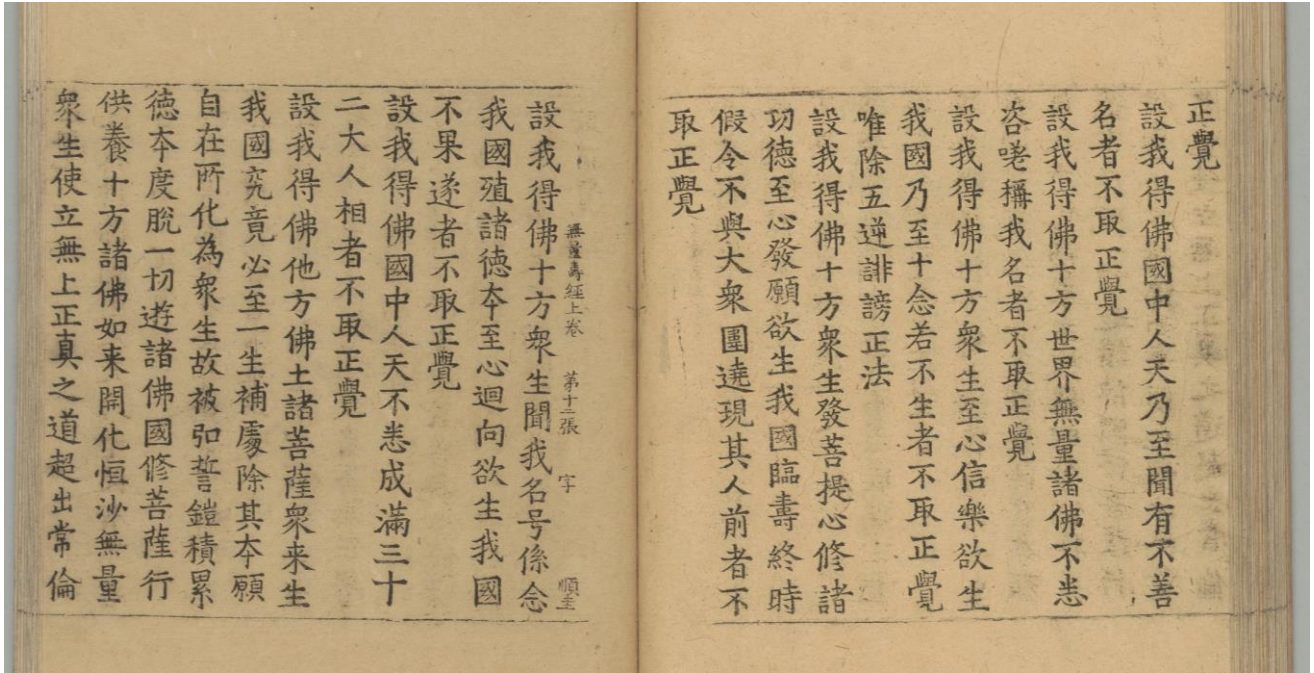 正覺
設我得佛國中人天乃至聞有不善
名者不取正覺
設我得佛十方世界無量諸佛不悉
咨嗟稱我名者不取正覺
設我得佛十方衆生至心信樂欲生
我國乃至十念若不生者不取正覺
唯除五逆誹謗正法
設我得佛十方衆生發菩提心修諸
功德至心發願欲生我國臨壽終時
假令不與大衆圍遶現其人前者不
取正覺
無量壽經上卷 第十二張 字
設我得佛十方衆生聞我名号係念
我國殖諸德夲至心迴向欲生我國
不果遂者不取正覺
設我得佛國中人天不悉成滿三十
二大人相者不取正覺
設我得佛他方佛土諸菩薩衆来生
我國究竟必至一生補處除其夲願
自在所化為衆生故被弘誓鎧積累
德夲度脫一切遊諸佛國修菩薩行
供養十方諸佛如来開化恒沙無量
衆生使立無上正真之道超出常倫